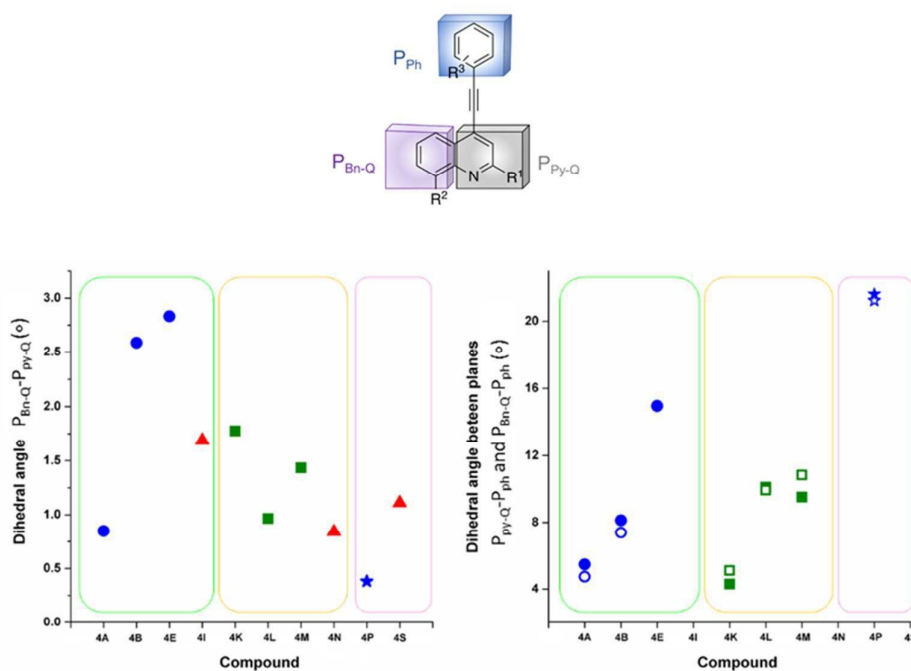 P_Ph
R³
P_Bn-Q
P_Py-Q
N
R¹
R²
Dihedral angle P_Bn-Q-P_py-Q (o)
3.0
2.5
2.0
1.5
1.0
0.5
0.0
4A 4B 4E 4I 4K 4L 4M 4N 4P 4S
Compound
Dihedral angle beteen planes
P_py-Q-P_ph and P_Bn-Q-P_ph (o)
20
16
12
8
4
4A 4B 4E 4I 4K 4L 4M 4N 4P
Compound